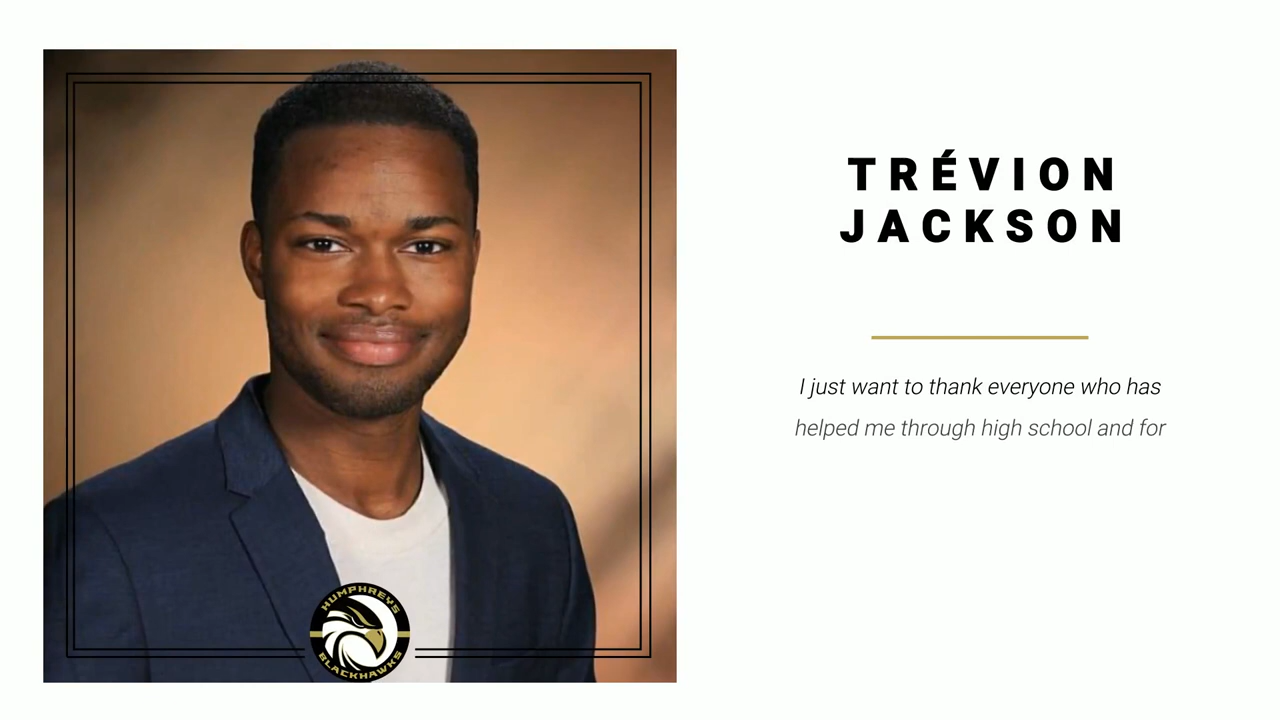 TRÉVION
JACKSON
I just want to thank everyone who has
helped me through high school and for
HUMPHREYS
BLACKHAWKS